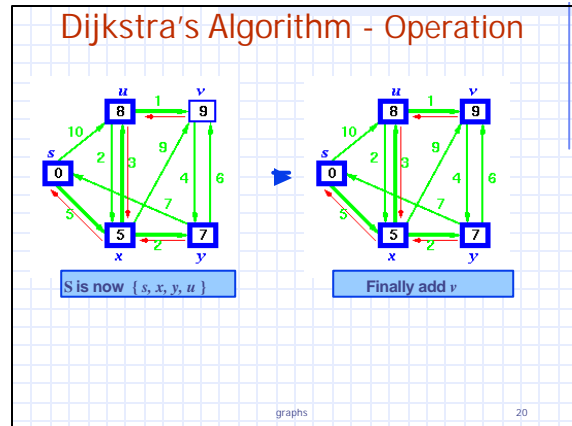 Dijkstra's Algorithm - Operation
u v
1
8 9
10 9
s 2 3 4 6
0
7
5
5 7
2
x y
u v
1
8 9
10 9
s 2 3 4 6
0
7
5
5 7
2
x y
S is now { s, x, y, u }
Finally add v
graphs 20